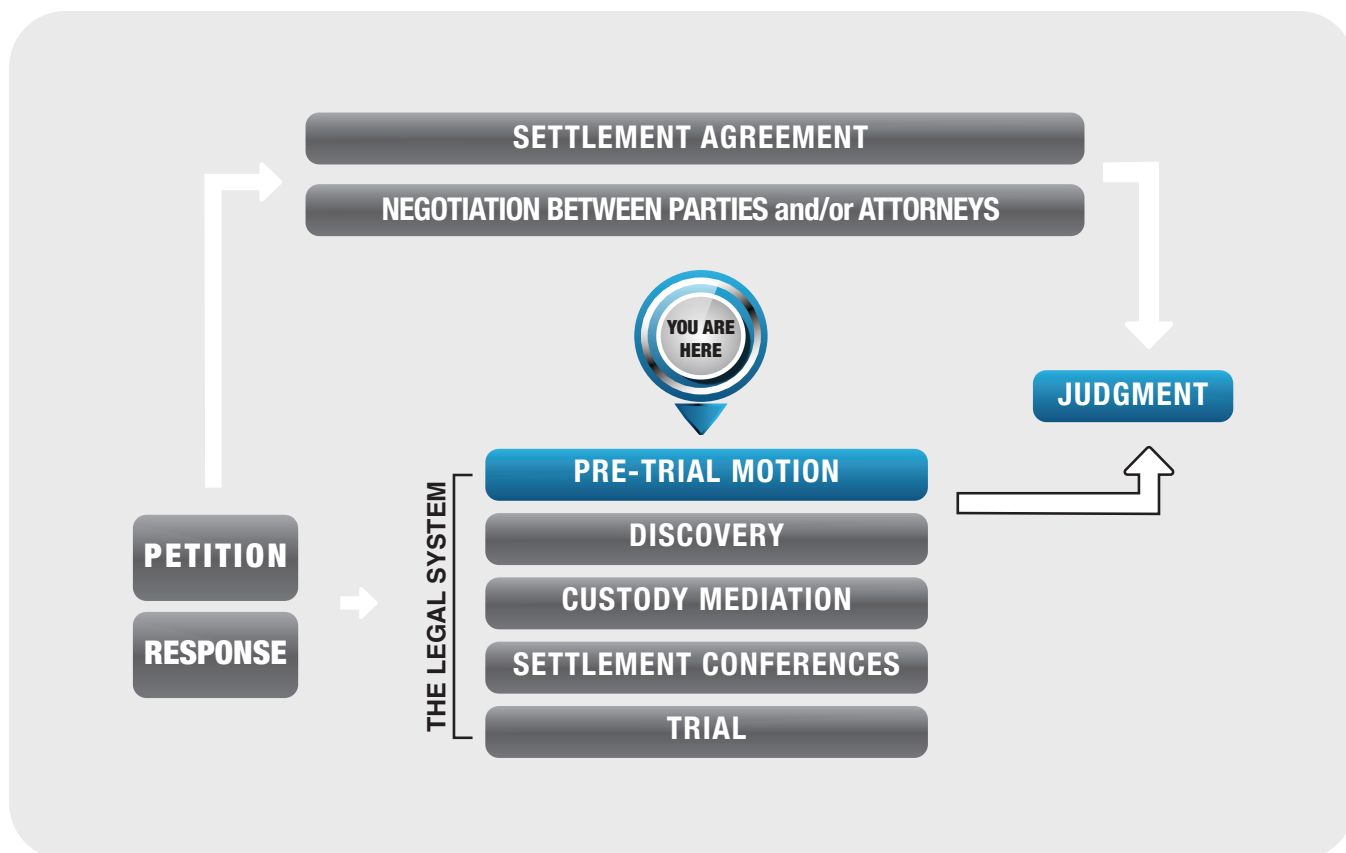 SETTLEMENT AGREEMENT
NEGOTIATION BETWEEN PARTIES and/or ATTORNEYS
YOU ARE
HERE
JUDGMENT
PETITION
RESPONSE
THE LEGAL SYSTEM
PRE-TRIAL MOTION
DISCOVERY
CUSTODY MEDIATION
SETTLEMENT CONFERENCES
TRIAL